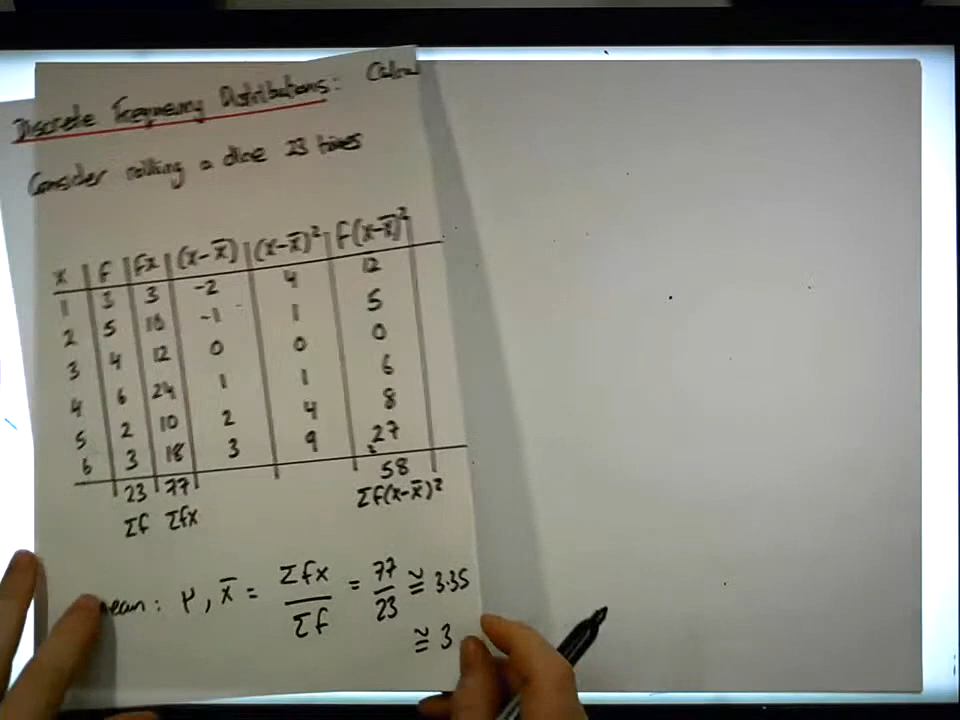 Discrete Frequency Distributions: Calcu
Consider rolling a dice 23 times
x f fx (x-x̄) (x-x̄)² f(x-x̄)²
1 3 3 -2 4 12
2 5 10 -1 1 5
3 4 12 0 0 0
4 6 24 1 1 6
5 2 10 2 4 8
6 3 18 3 9 27
23 77 58
Σf Σfx Σf(x-x̄)²
mean: μ, x̄ = Σfx / Σf = 77 / 23 ≅ 3.35
≅ 3